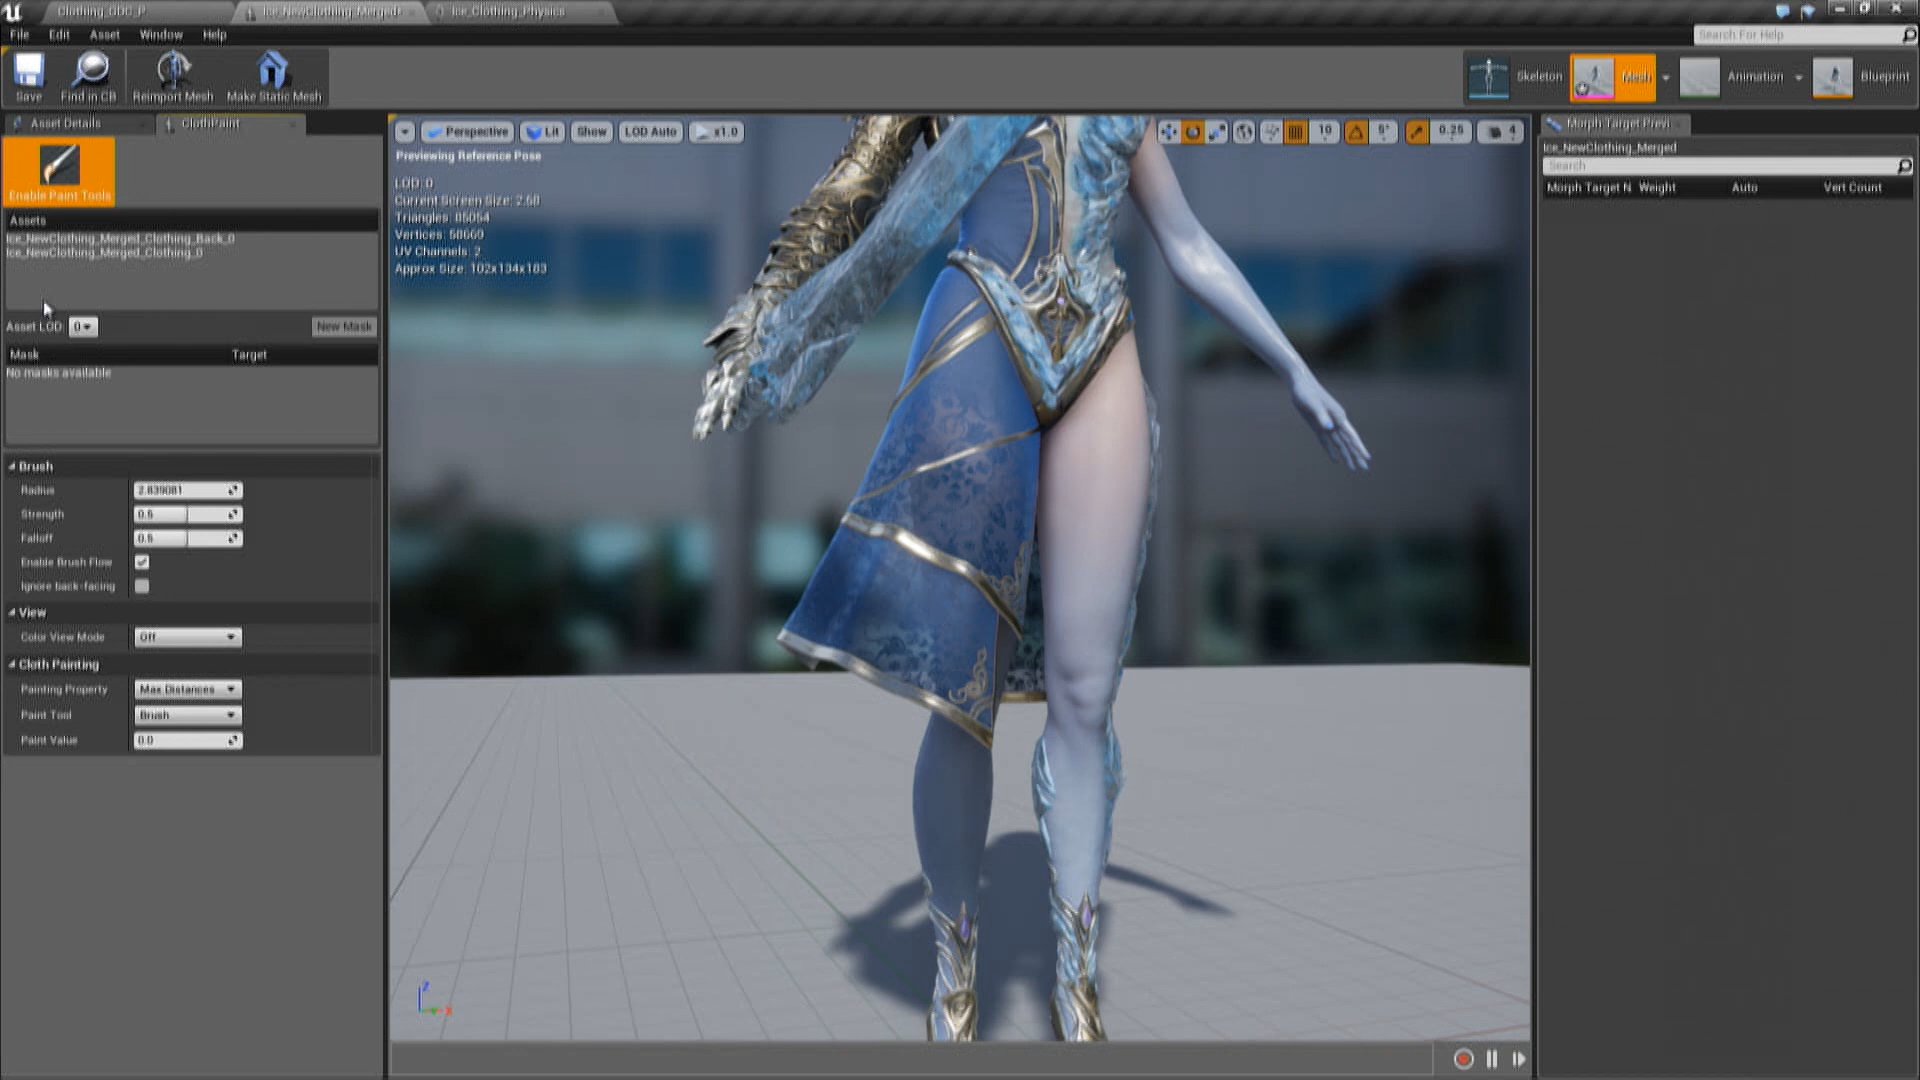 Clothing_GDC_P
Ice_NewClothing_Merged*
Ice_Clothing_Physics
File Edit Asset Window Help
Search For Help
Save
Find in CB
Reimport Mesh
Make Static Mesh
Skeleton
Mesh
Animation
Blueprint
Asset Details
ClothPaint
Enable Paint Tools
Assets
Ice_NewClothing_Merged_Clothing_Back_0
Ice_NewClothing_Merged_Clothing_0
Asset LOD 0
New Mask
Mask Target
No masks available
Brush
Radius 2.839081
Strength 0.5
Falloff 0.5
Enable Brush Flow
Ignore back-facing
View
Color View Mode Off
Cloth Painting
Painting Property Max Distances
Paint Tool Brush
Paint Value 0.0
Perspective Lit Show LOD Auto x1.0
10 5° 0.25 4
Previewing Reference Pose
LOD: 0
Current Screen Size: 2.58
Triangles: 85054
Vertices: 58660
UV Channels: 2
Approx Size: 102x134x183
Z
X
Morph Target Previ
Ice_NewClothing_Merged
Search
Morph Target N Weight Auto Vert Count